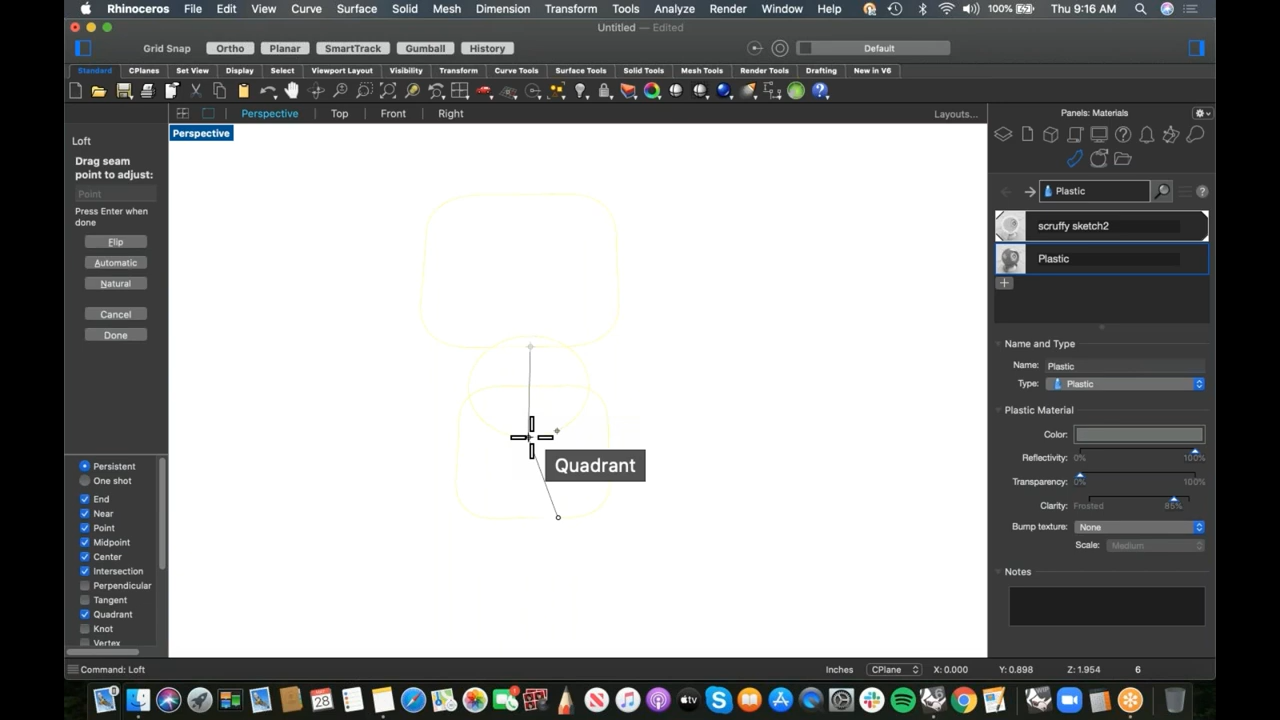 Rhinoceros File Edit View Curve Surface Solid Mesh Dimension Transform Tools Analyze Render Window Help 100% Thu 9:16 AM
Untitled — Edited
Grid Snap Ortho Planar SmartTrack Gumball History Default
Standard CPlanes Set View Display Select Viewport Layout Visibility Transform Curve Tools Surface Tools Solid Tools Mesh Tools Render Tools Drafting New in V6
Perspective Top Front Right Layouts... Panels: Materials
Perspective
Loft
Drag seam
point to adjust:
Point
Press Enter when
done
Flip
Automatic
Natural
Cancel
Done
Quadrant
Persistent
One shot
End
Near
Point
Midpoint
Center
Intersection
Perpendicular
Tangent
Quadrant
Knot
Vertex
Plastic
scruffy sketch2
Plastic
Name and Type
Name: Plastic
Type: Plastic
Plastic Material
Color:
Reflectivity: 0% 100%
Transparency: 0% 100%
Clarity: Frosted 85%
Bump texture: None
Scale: Medium
Notes
Command: Loft Inches CPlane X: 0.000 Y: 0.898 Z: 1.954 6
28